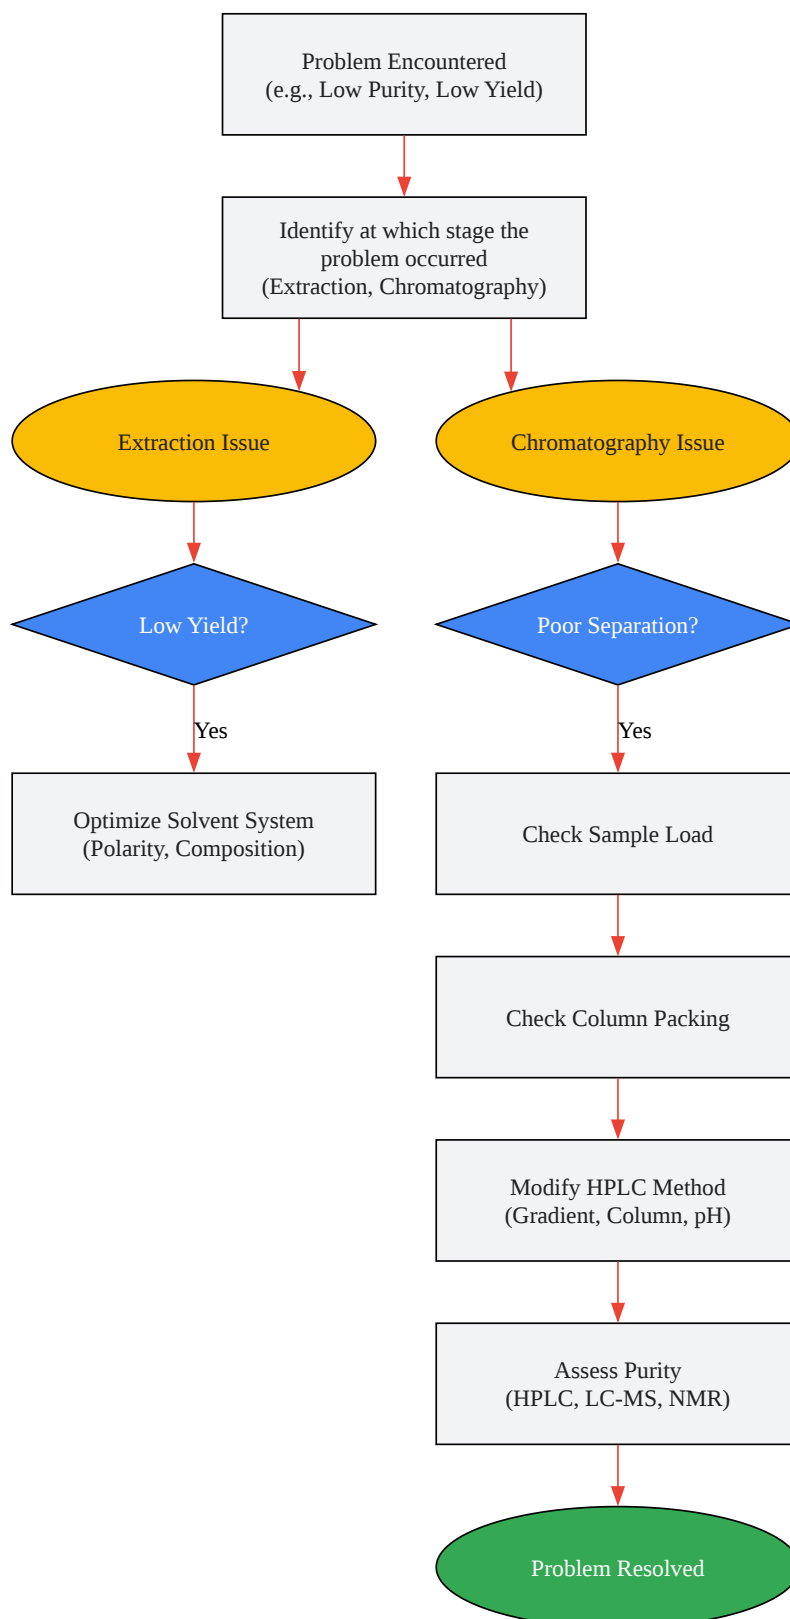 Problem Encountered
(e.g., Low Purity, Low Yield)
Identify at which stage the
problem occurred
(Extraction, Chromatography)
Extraction Issue
Chromatography Issue
Low Yield?
Poor Separation?
Yes
Yes
Optimize Solvent System
(Polarity, Composition)
Check Sample Load
Check Column Packing
Modify HPLC Method
(Gradient, Column, pH)
Assess Purity
(HPLC, LC-MS, NMR)
Problem Resolved